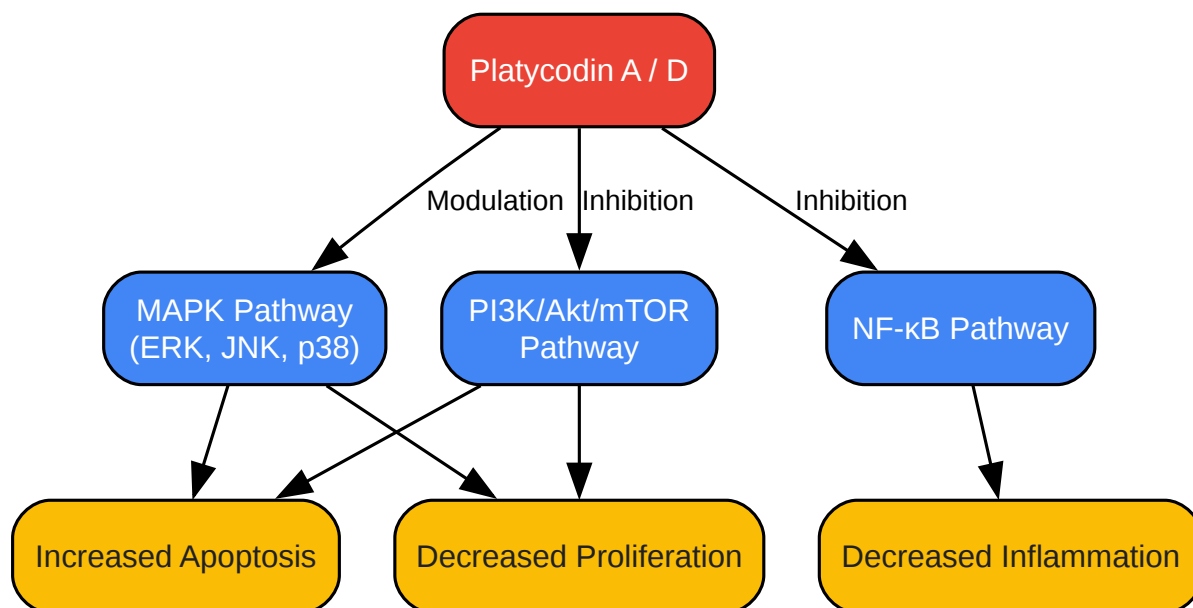 Platycodin A / D
Modulation
Inhibition
Inhibition
MAPK Pathway
(ERK, JNK, p38)
PI3K/Akt/mTOR
Pathway
NF-κB Pathway
Increased Apoptosis
Decreased Proliferation
Decreased Inflammation